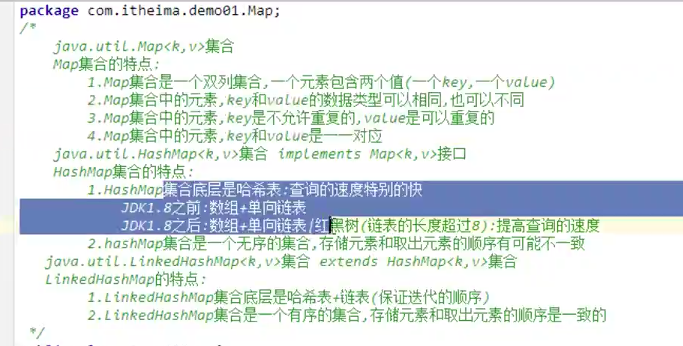 package com.itheima.demo01.Map;
/*
java.util.Map<k,v>集合
Map集合的特点:
1.Map集合是一个双列集合,一个元素包含两个值(一个key,一个value)
2.Map集合中的元素,key和value的数据类型可以相同,也可以不同
3.Map集合中的元素,key是不允许重复的,value是可以重复的
4.Map集合中的元素,key和value是一一对应
java.util.HashMap<k,v>集合 implements Map<k,v>接口
HashMap集合的特点:
1.HashMap集合底层是哈希表:查询的速度特别的快
JDK1.8之前:数组+单向链表
JDK1.8之后:数组+单向链表|红黑树(链表的长度超过8):提高查询的速度
2.hashMap集合是一个无序的集合,存储元素和取出元素的顺序有可能不一致
java.util.LinkedHashMap<k,v>集合 extends HashMap<k,v>集合
LinkedHashMap的特点:
1.LinkedHashMap集合底层是哈希表+链表(保证迭代的顺序)
2.LinkedHashMap集合是一个有序的集合,存储元素和取出元素的顺序是一致的
*/